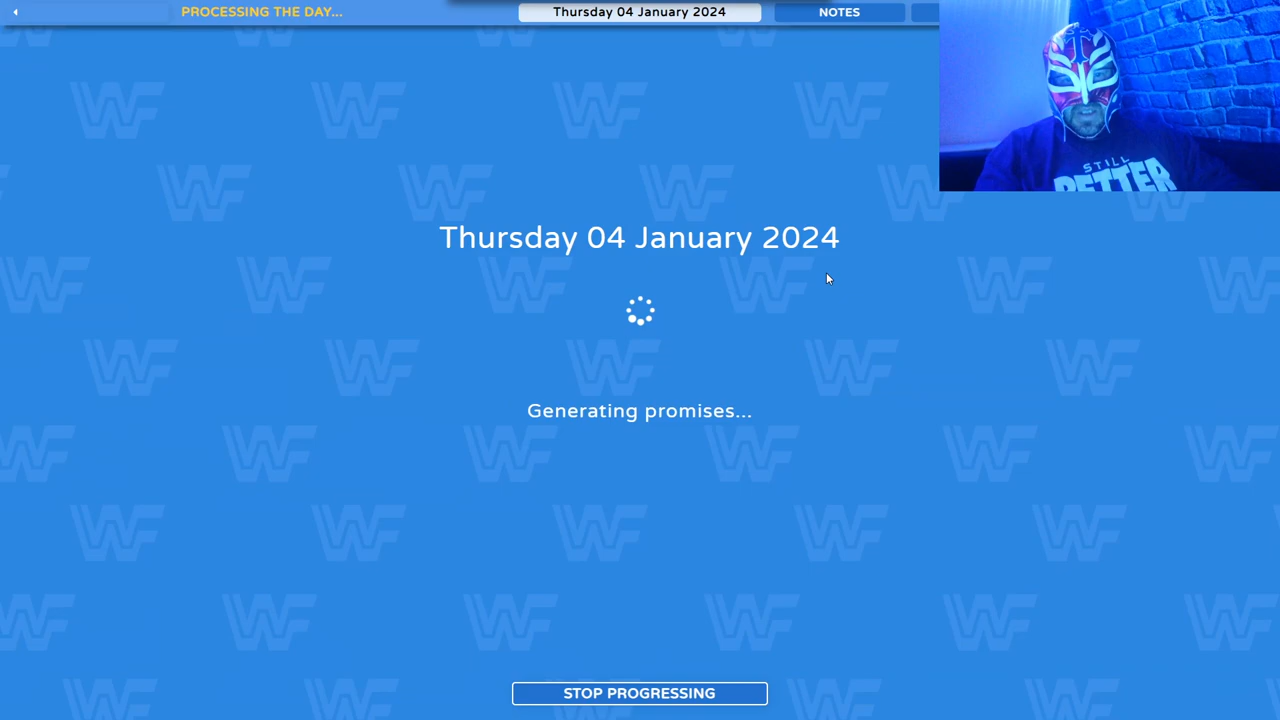 PROCESSING THE DAY...
Thursday 04 January 2024
NOTES
STILL
BETTER
Thursday 04 January 2024
Generating promises...
STOP PROGRESSING